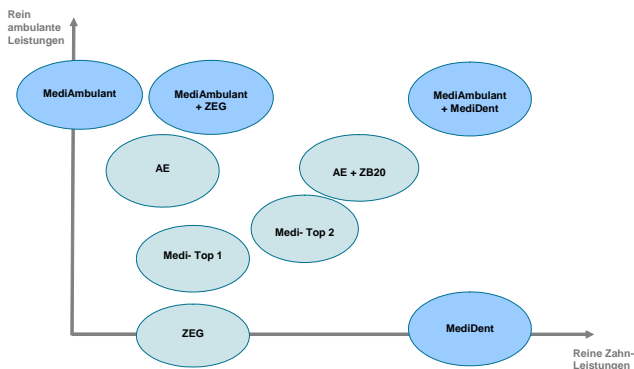 Rein
ambulante
Leistungen
MediAmbulant
MediAmbulant
+ ZEG
MediAmbulant
+ MediDent
AE
AE + ZB20
Medi- Top 2
Medi- Top 1
ZEG
MediDent
Reine Zahn-
Leistungen